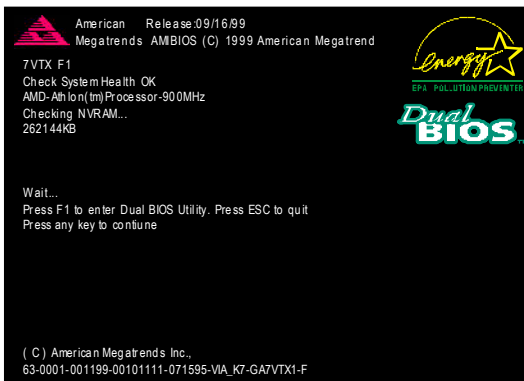 American Release:09/16/99
Megatrends AMIBIOS (C) 1999 American Megatrend
7VTX F1
Check System Health OK
AMD-Athlon(tm)Processor-900MHz
Checking NVRAM...
262144KB
energy
EPA POLLUTION PREVENTER
Dual
BIOS
TM
Wait...
Press F1 to enter Dual BIOS Utility. Press ESC to quit
Press any key to contiune
( C ) American Megatrends Inc.,
63-0001-001199-00101111-071595-VIA_K7-GA7VTX1-F